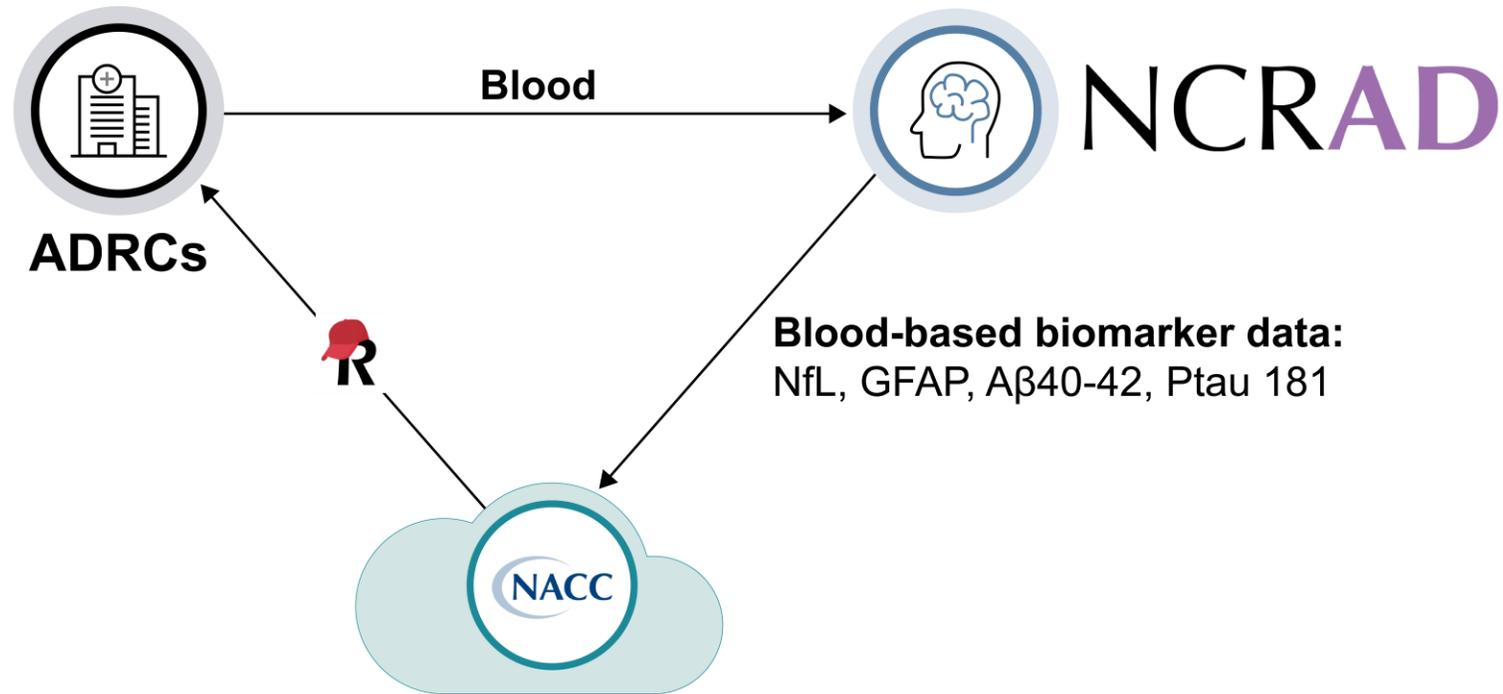 Blood
NCRAD
ADRCs
R
Blood-based biomarker data:
NfL, GFAP, Aβ40-42, Ptau 181
NACC